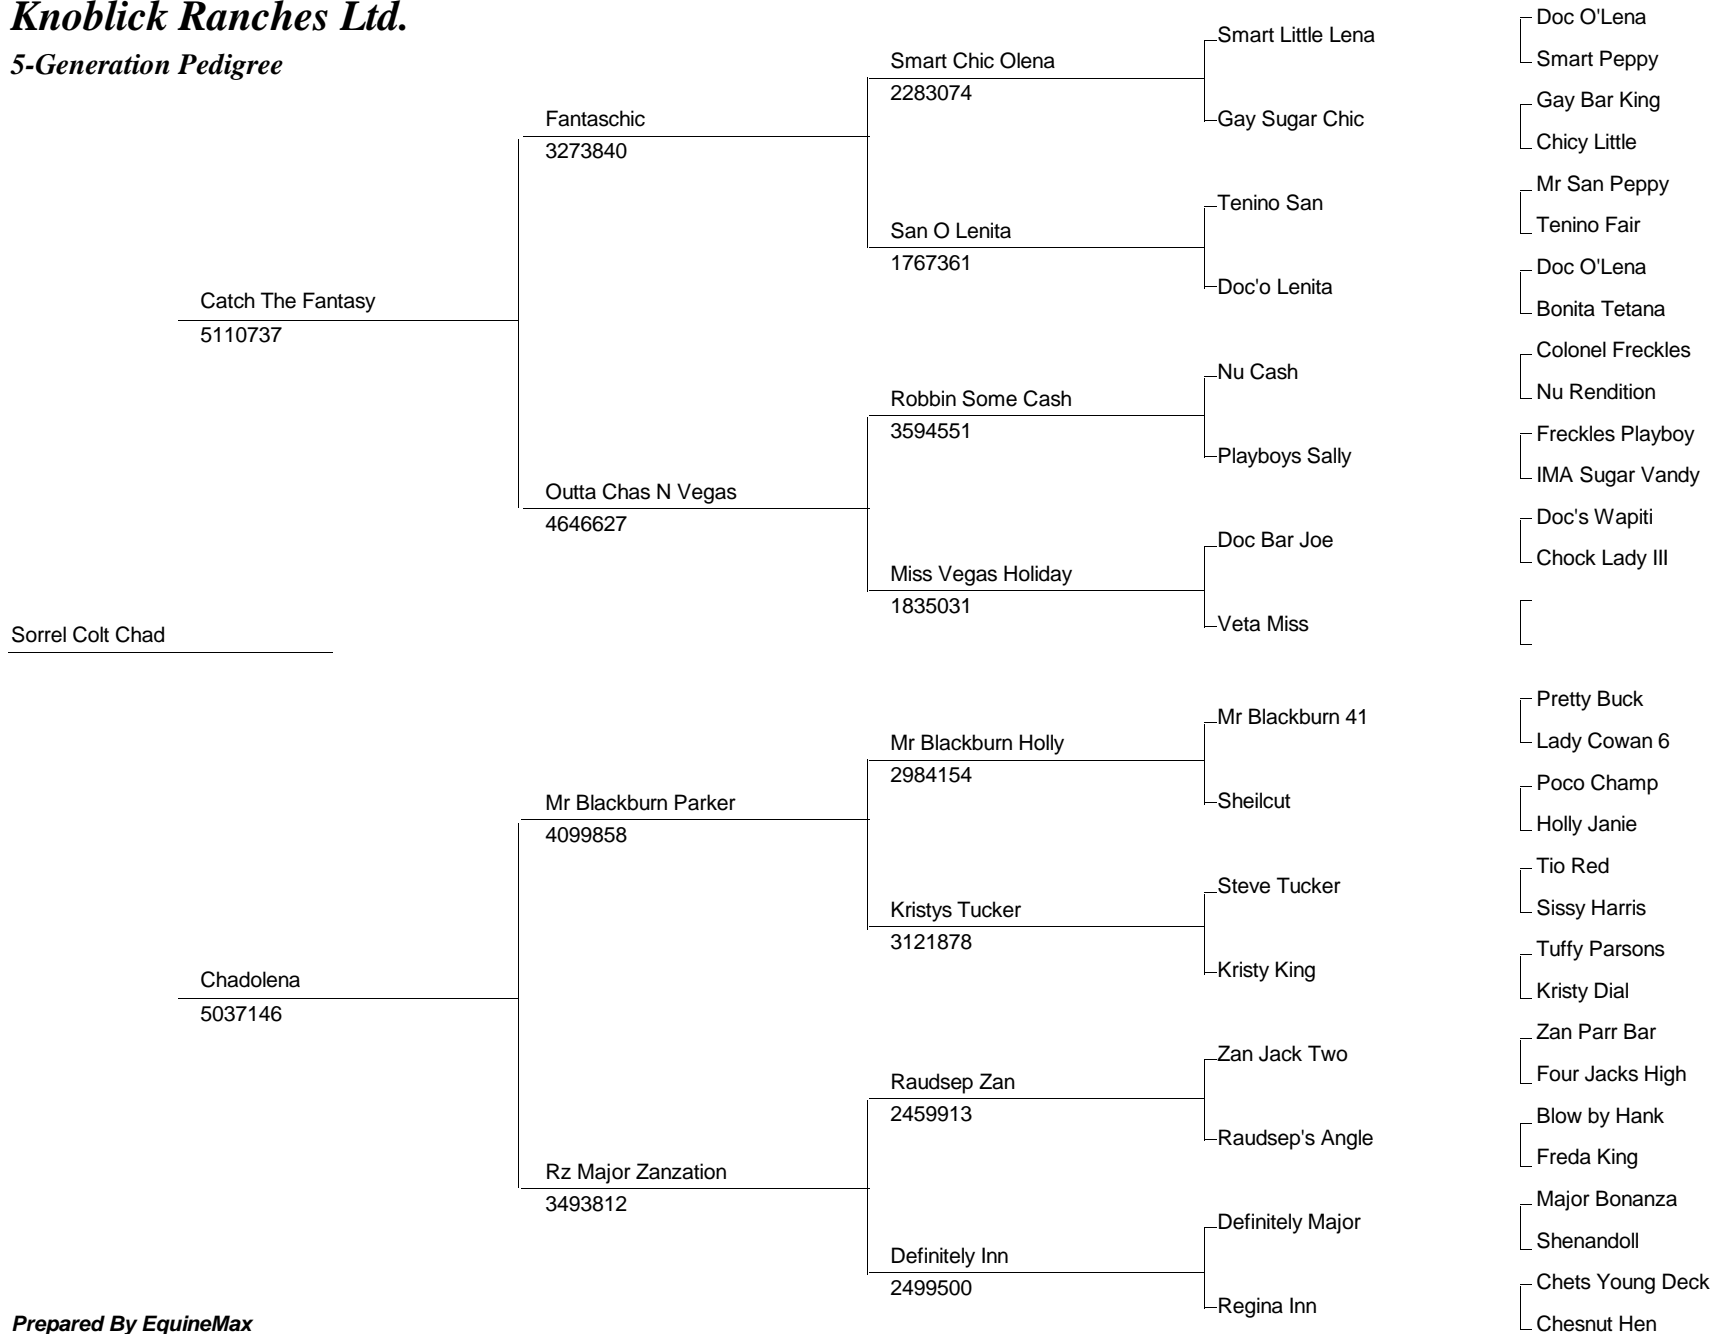 Knoblick Ranches Ltd.
5-Generation Pedigree
Sorrel Colt Chad
Catch The Fantasy
5110737
Chadolena
5037146
Fantaschic
3273840
Outta Chas N Vegas
4646627
Mr Blackburn Parker
4099858
Rz Major Zanzation
3493812
Smart Chic Olena
2283074
San O Lenita
1767361
Robbin Some Cash
3594551
Miss Vegas Holiday
1835031
Mr Blackburn Holly
2984154
Kristys Tucker
3121878
Raudsep Zan
2459913
Definitely Inn
2499500
Smart Little Lena
Gay Sugar Chic
Tenino San
Doc'o Lenita
Nu Cash
Playboys Sally
Doc Bar Joe
Veta Miss
Mr Blackburn 41
Sheilcut
Steve Tucker
Kristy King
Zan Jack Two
Raudsep's Angle
Definitely Major
Regina Inn
Doc O'Lena
Smart Peppy
Gay Bar King
Chicy Little
Mr San Peppy
Tenino Fair
Doc O'Lena
Bonita Tetana
Colonel Freckles
Nu Rendition
Freckles Playboy
IMA Sugar Vandy
Doc's Wapiti
Chock Lady III
Pretty Buck
Lady Cowan 6
Poco Champ
Holly Janie
Tio Red
Sissy Harris
Tuffy Parsons
Kristy Dial
Zan Parr Bar
Four Jacks High
Blow by Hank
Freda King
Major Bonanza
Shenandoll
Chets Young Deck
Chesnut Hen
Prepared By EquineMax